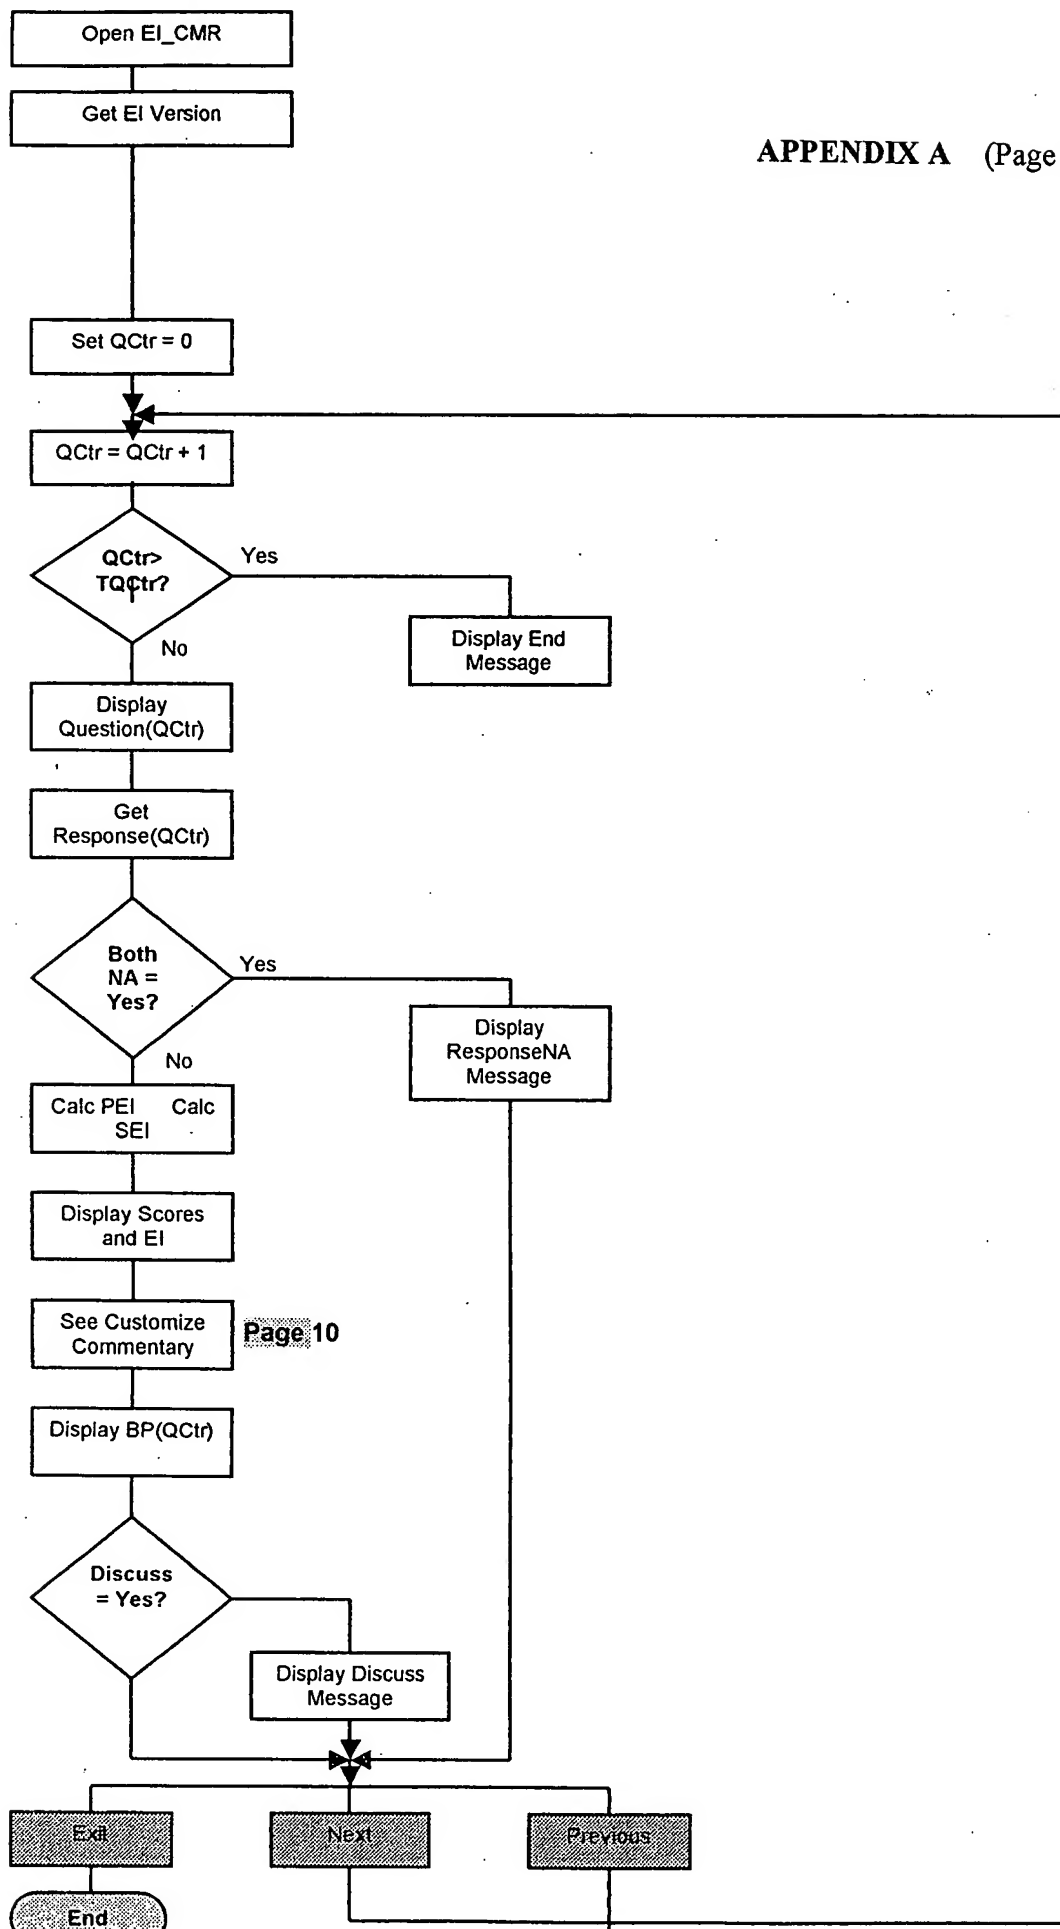 Open EI_CMR
Get EI Version
APPENDIX A (Page
Set QCtr = 0
QCtr = QCtr + 1
QCtr>
TQCtr?
Yes
No
Display End
Message
Display
Question(QCtr)
Get
Response(QCtr)
Both
NA =
Yes?
Yes
No
Display
ResponseNA
Message
Calc PEI Calc
SEI
Display Scores
and EI
See Customize
Commentary
Page 10
Display BP(QCtr)
Discuss
= Yes?
Display Discuss
Message
Exit
Next
Previous
End